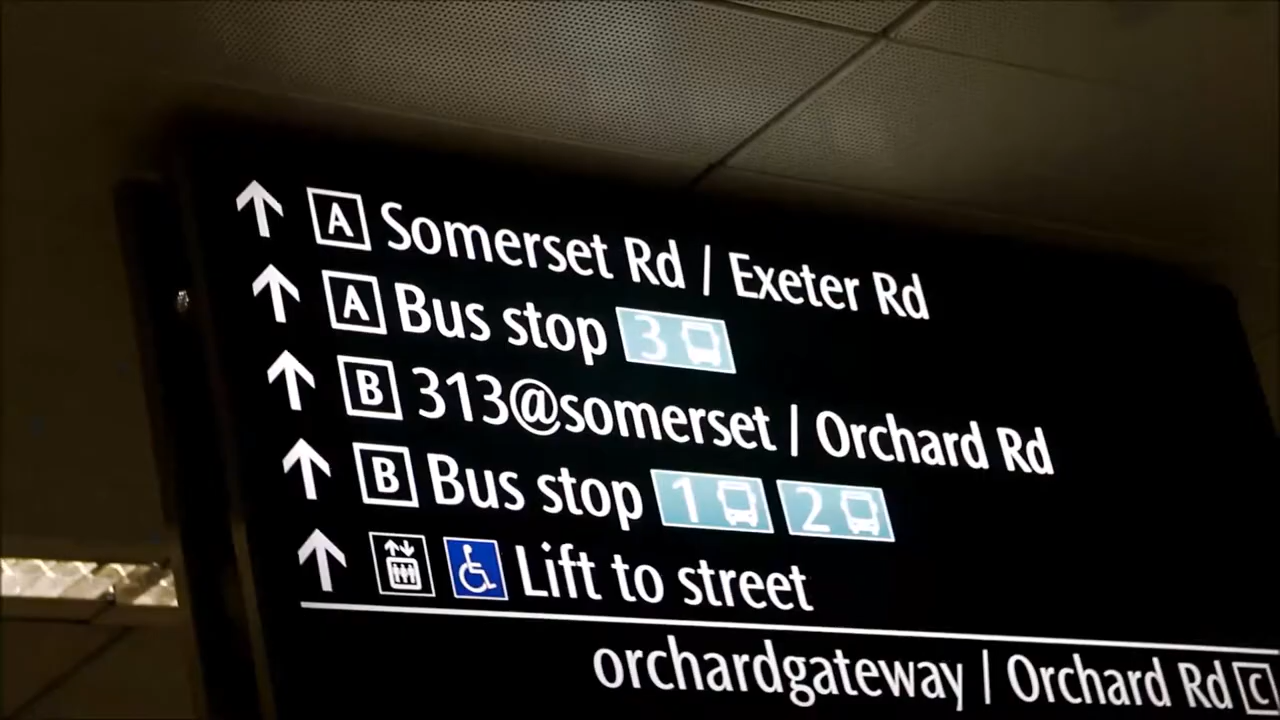 A Somerset Rd / Exeter Rd
A Bus stop 3
B 313@somerset / Orchard Rd
B Bus stop 1 2
Lift to street
orchardgateway / Orchard Rd C